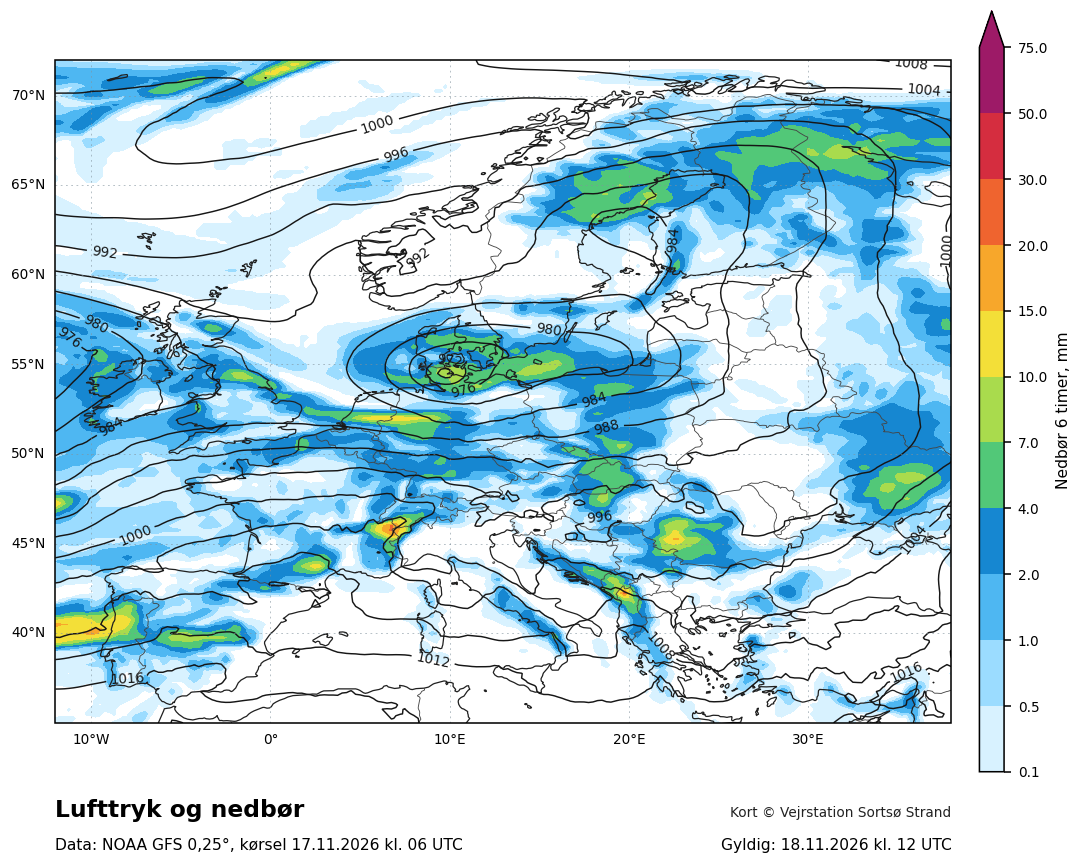 75.0
1008
70°N
1004
50.0
1000
996
65°N
30.0
992
984
992
1000
60°N
20.0
980
976
980
15.0
972
55°N
976
10.0
984
984
988
7.0
50°N
996
4.0
1000
1004
45°N
2.0
40°N
1008
1.0
1012
1016
1016
0.5
10°W
0°
10°E
20°E
30°E
0.1
Nedbør 6 timer, mm
Lufttryk og nedbør
Kort © Vejrstation Sortsø Strand
Data: NOAA GFS 0,25°, kørsel 17.11.2026 kl. 06 UTC
Gyldig: 18.11.2026 kl. 12 UTC